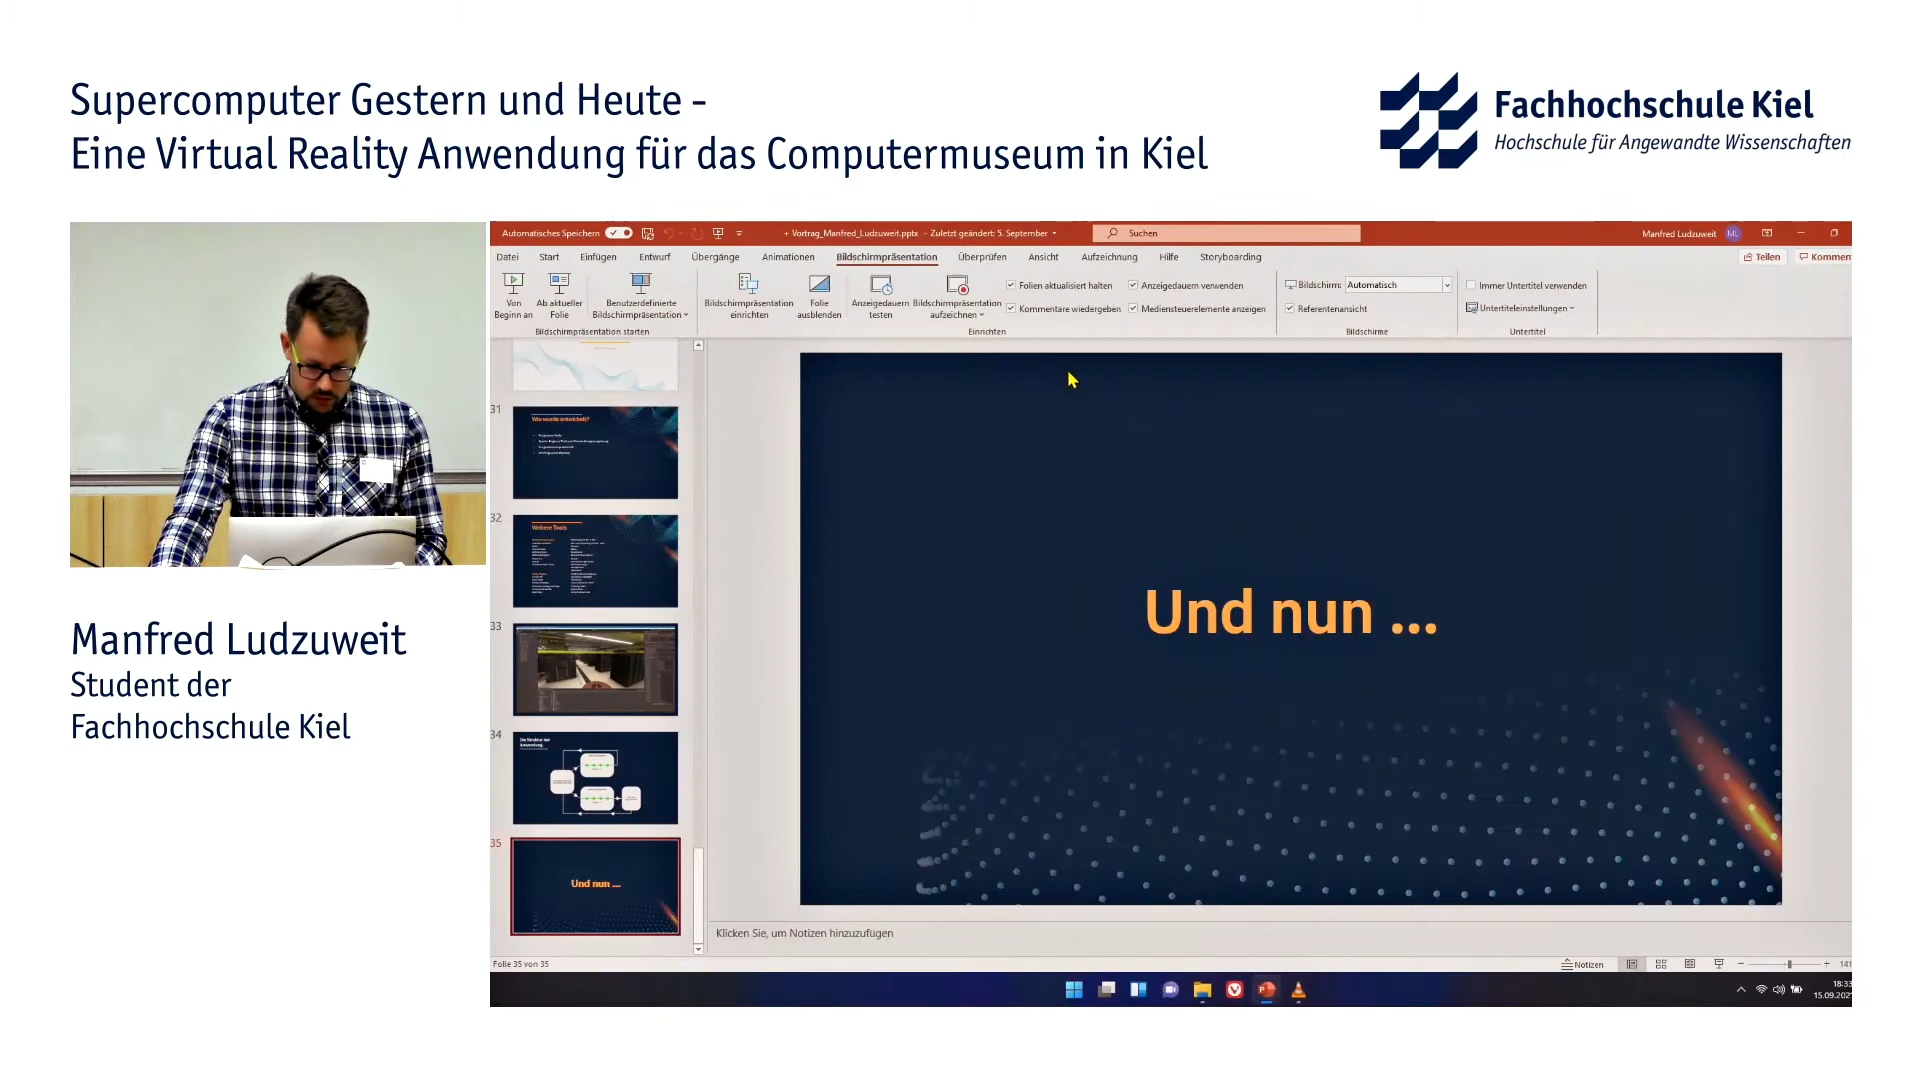 Supercomputer Gestern und Heute -
Eine Virtual Reality Anwendung für das Computermuseum in Kiel
Fachhochschule Kiel
Hochschule für Angewandte Wissenschaften
Automatisches Speichern
+ Vortrag_Manfred_Ludzuweit.pptx - Zuletzt geändert: 5. September
Suchen
Manfred Ludzuweit ML
Datei Start Einfügen Entwurf Übergänge Animationen Bildschirmpräsentation Überprüfen Ansicht Aufzeichnung Hilfe Storyboarding
Teilen
Kommen
Von
Beginn an
Ab aktueller
Folie
Benutzerdefinierte
Bildschirmpräsentation
Bildschirmpräsentation starten
Bildschirmpräsentation
einrichten
Folie
ausblenden
Anzeigedauern
testen
Bildschirmpräsentation
aufzeichnen
Folien aktualisiert halten
Kommentare wiedergeben
Anzeigedauern verwenden
Mediensteuerelemente anzeigen
Einrichten
Bildschirm: Automatisch
Referentenansicht
Bildschirme
Immer Untertitel verwenden
Untertiteleinstellungen
Untertitel
31
Wie wurde entwickelt?
32
Weitere Tools
33
34
Die Struktur der
Anwendung
35
Und nun ...
Und nun ...
Klicken Sie, um Notizen hinzuzufügen
Folie 35 von 35
Notizen
141
18:33
15.09.202
Manfred Ludzuweit
Student der
Fachhochschule Kiel